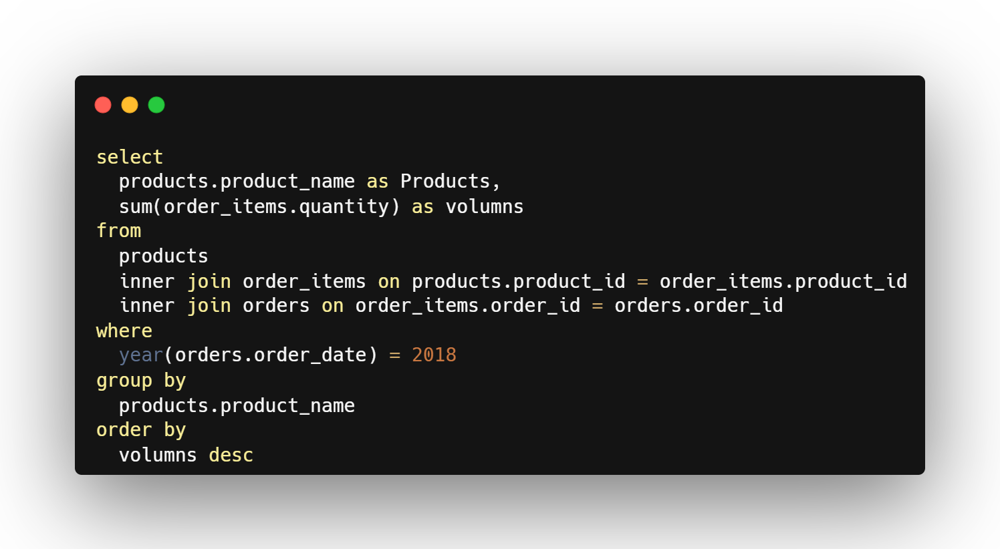 select
  products.product_name as Products,
  sum(order_items.quantity) as volumns
from
  products
  inner join order_items on products.product_id = order_items.product_id
  inner join orders on order_items.order_id = orders.order_id
where
  year(orders.order_date) = 2018
group by
  products.product_name
order by
  volumns desc